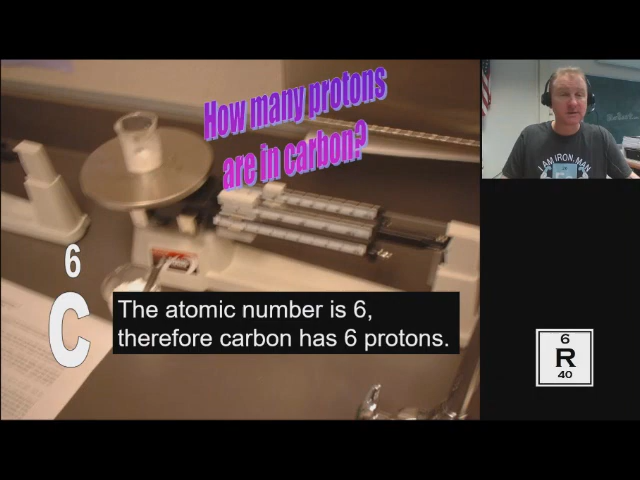 How many protons
are in carbon?
6
C
The atomic number is 6,
therefore carbon has 6 protons.
I AM IRON MAN
6
R
40